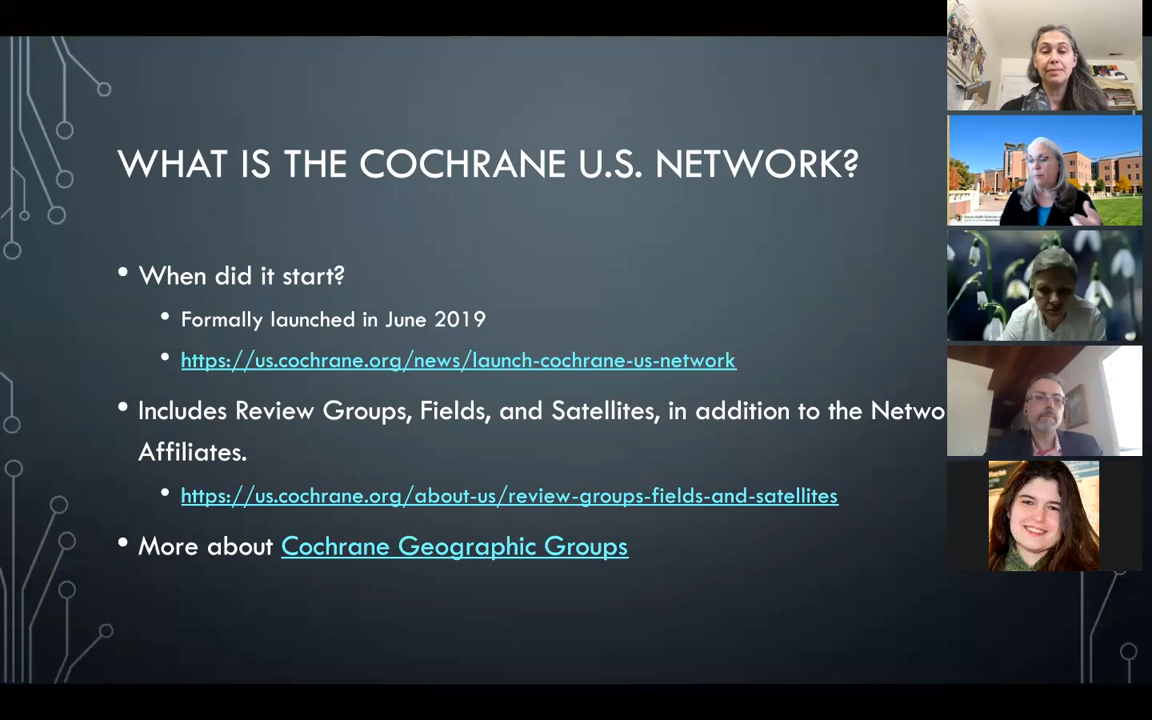 WHAT IS THE COCHRANE U.S. NETWORK?
• When did it start?
• Formally launched in June 2019
• https://us.cochrane.org/news/launch-cochrane-us-network
• Includes Review Groups, Fields, and Satellites, in addition to the Netwo
Affiliates.
• https://us.cochrane.org/about-us/review-groups-fields-and-satellites
• More about Cochrane Geographic Groups